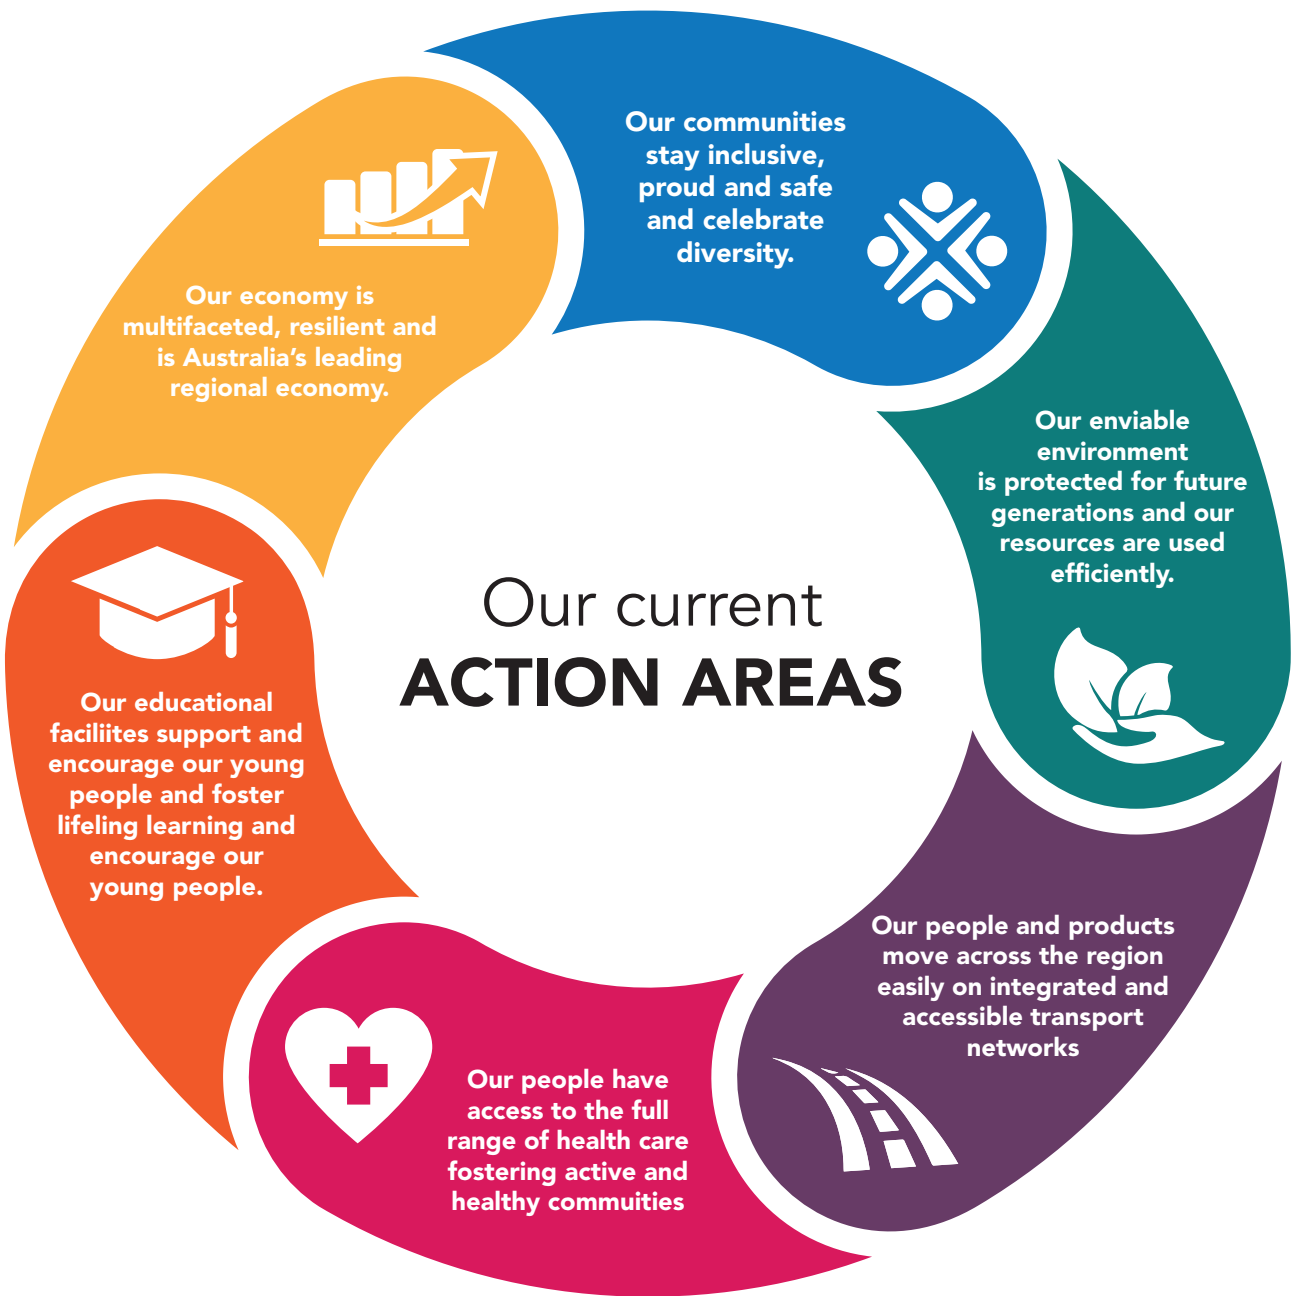 Our communities
stay inclusive,
proud and safe
and celebrate
diversity.
Our enviable
environment
is protected for future
generations and our
resources are used
efficiently.
Our people and products
move across the region
easily on integrated and
accessible transport
networks
Our people have
access to the full
range of health care
fostering active and
healthy commuities
Our educational
faciliites support and
encourage our young
people and foster
lifeling learning and
encourage our
young people.
Our economy is
multifaceted, resilient and
is Australia’s leading
regional economy.
Our current
ACTION AREAS